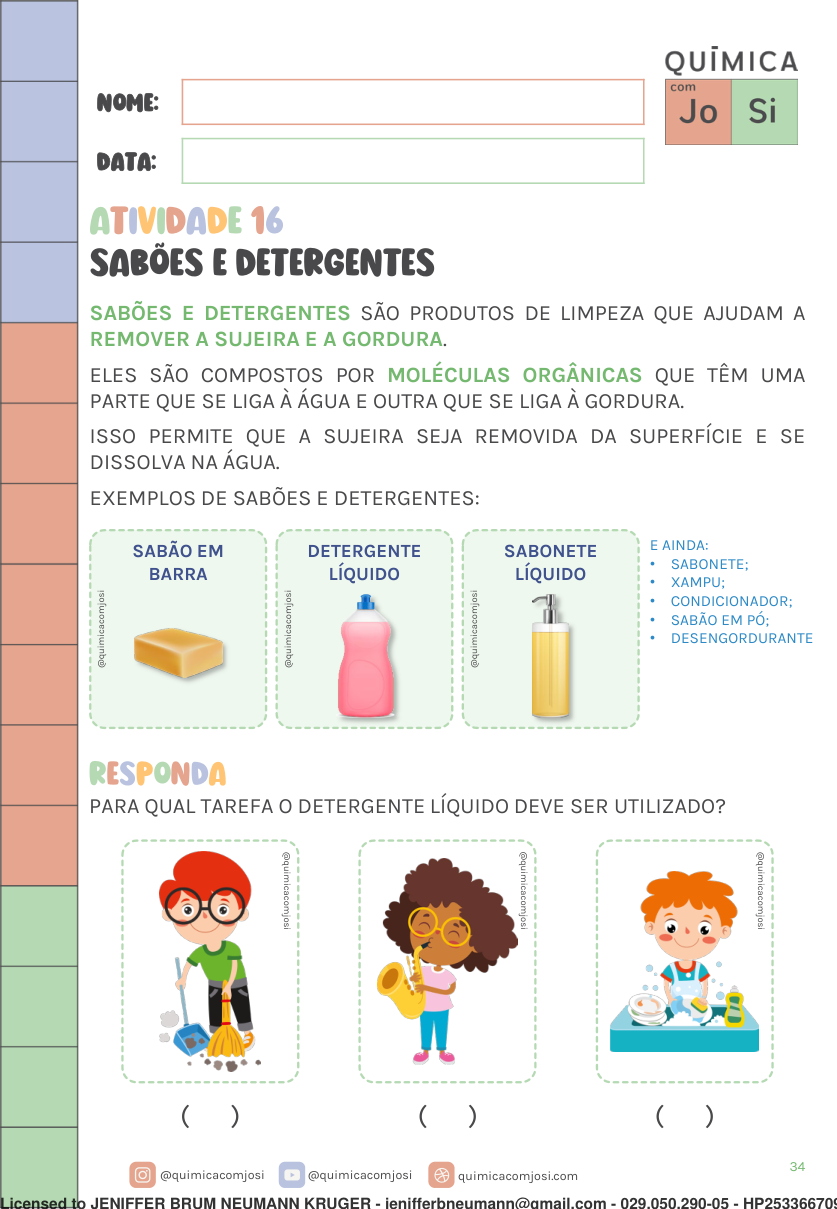 QUĪMICA
com
Jo Si
NOME:
DATA:
ATIVIDADE 16
SABÕES E DETERGENTES
SABÕES E DETERGENTES SÃO PRODUTOS DE LIMPEZA QUE AJUDAM A
REMOVER A SUJEIRA E A GORDURA.
ELES SÃO COMPOSTOS POR MOLÉCULAS ORGÂNICAS QUE TÊM UMA
PARTE QUE SE LIGA À ÁGUA E OUTRA QUE SE LIGA À GORDURA.
ISSO PERMITE QUE A SUJEIRA SEJA REMOVIDA DA SUPERFÍCIE E SE
DISSOLVA NA ÁGUA.
EXEMPLOS DE SABÕES E DETERGENTES:
SABÃO EM
BARRA
@quimicacomjosi
DETERGENTE
LÍQUIDO
@quimicacomjosi
SABONETE
LÍQUIDO
@quimicacomjosi
E AINDA:
• SABONETE;
• XAMPU;
• CONDICIONADOR;
• SABÃO EM PÓ;
• DESENGORDURANTE
RESPONDA
PARA QUAL TAREFA O DETERGENTE LÍQUIDO DEVE SER UTILIZADO?
@quimicacomjosi
@quimicacomjosi
@quimicacomjosi
( ) ( ) ( )
34
@quimicacomjosi @quimicacomjosi quimicacomjosi.com
Licensed to JENIFFER BRUM NEUMANN KRUGER - jenifferbneumann@gmail.com - 029.050.290-05 - HP253366709